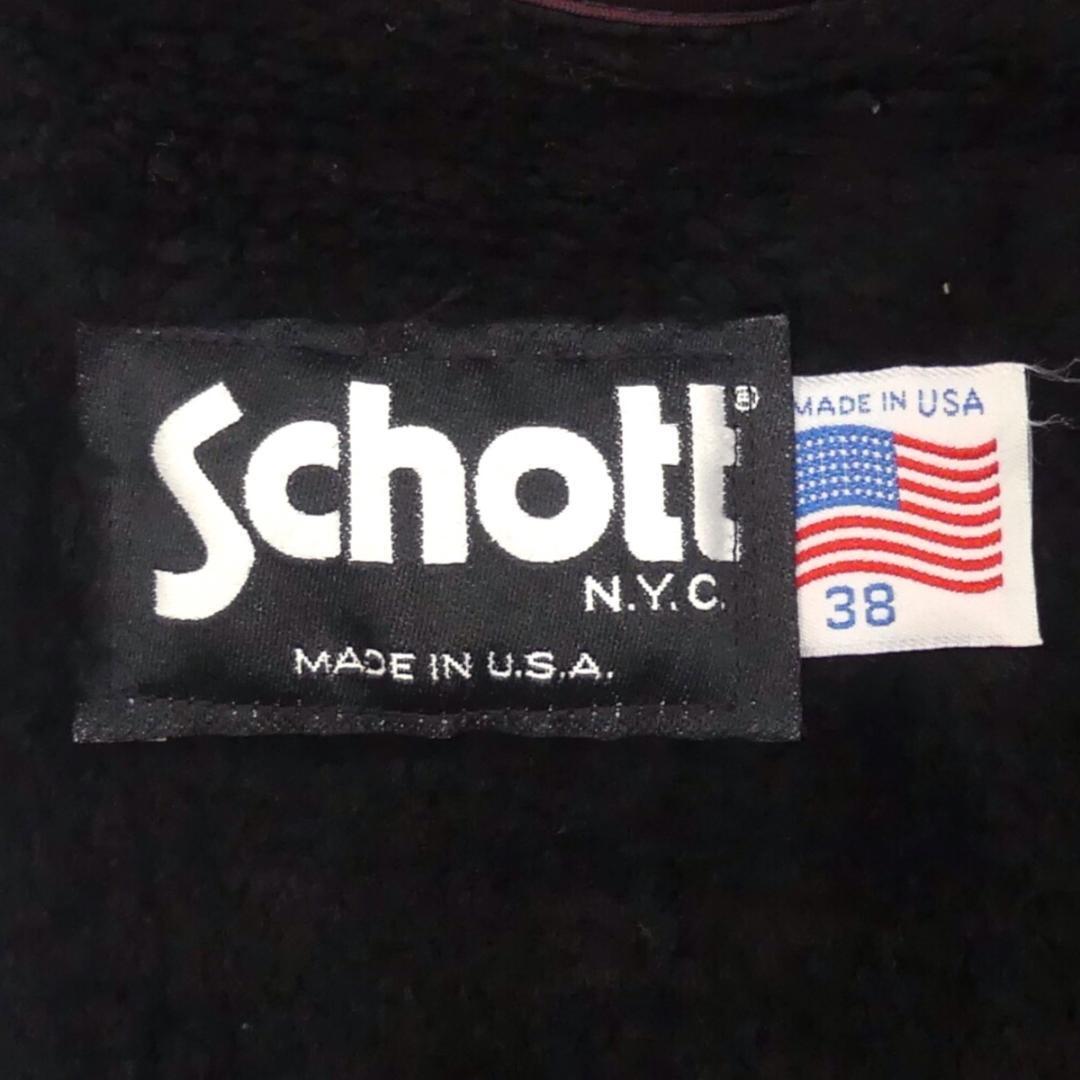 Schott®
N.Y.C.
MADE IN U.S.A.
MADE IN USA
38